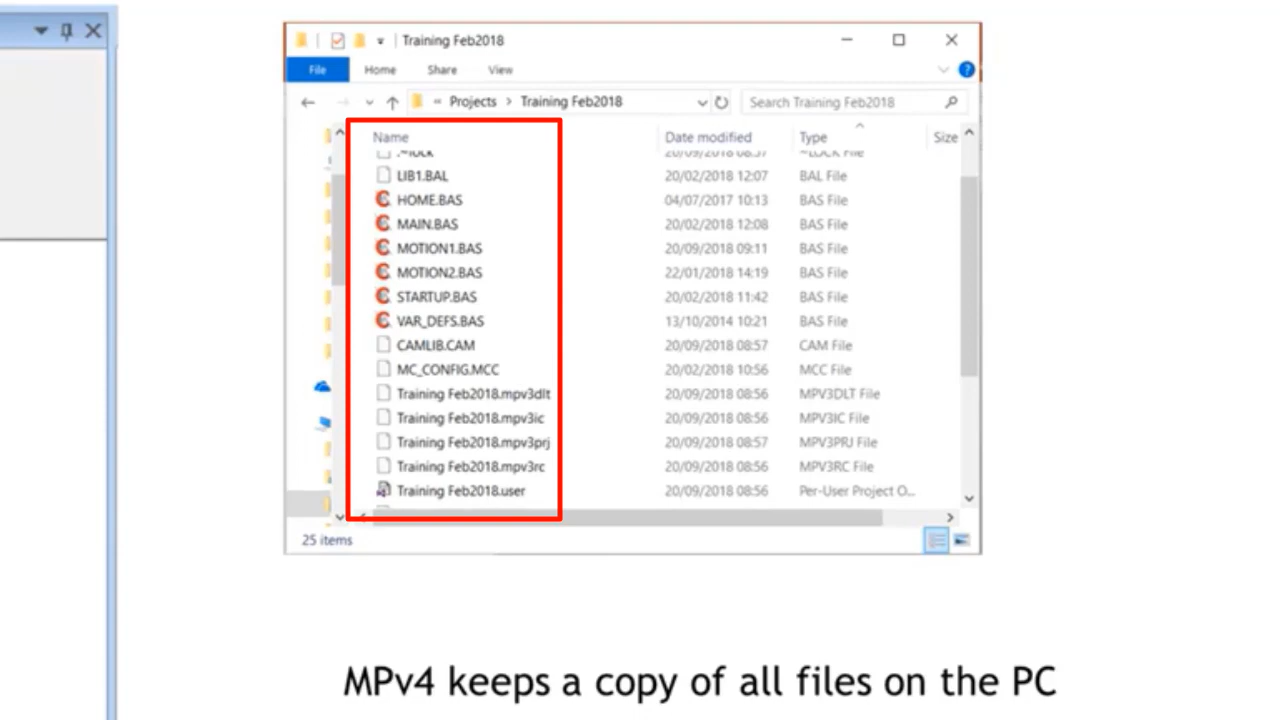 Training Feb2018
File Home Share View
Projects Training Feb2018 Search Training Feb2018
Name Date modified Type Size
.~lock 20/09/2018 08:57 ~LOCK File
LIB1.BAL 20/02/2018 12:07 BAL File
HOME.BAS 04/07/2017 10:13 BAS File
MAIN.BAS 20/02/2018 12:08 BAS File
MOTION1.BAS 20/09/2018 09:11 BAS File
MOTION2.BAS 22/01/2018 14:19 BAS File
STARTUP.BAS 20/02/2018 11:42 BAS File
VAR_DEFS.BAS 13/10/2014 10:21 BAS File
CAMLIB.CAM 20/09/2018 08:57 CAM File
MC_CONFIG.MCC 20/02/2018 10:56 MCC File
Training Feb2018.mpv3dlt 20/09/2018 08:56 MPV3DLT File
Training Feb2018.mpv3ic 20/09/2018 08:56 MPV3IC File
Training Feb2018.mpv3prj 20/09/2018 08:57 MPV3PRJ File
Training Feb2018.mpv3rc 20/09/2018 08:56 MPV3RC File
Training Feb2018.user 20/09/2018 08:56 Per-User Project O...
25 items
MPv4 keeps a copy of all files on the PC